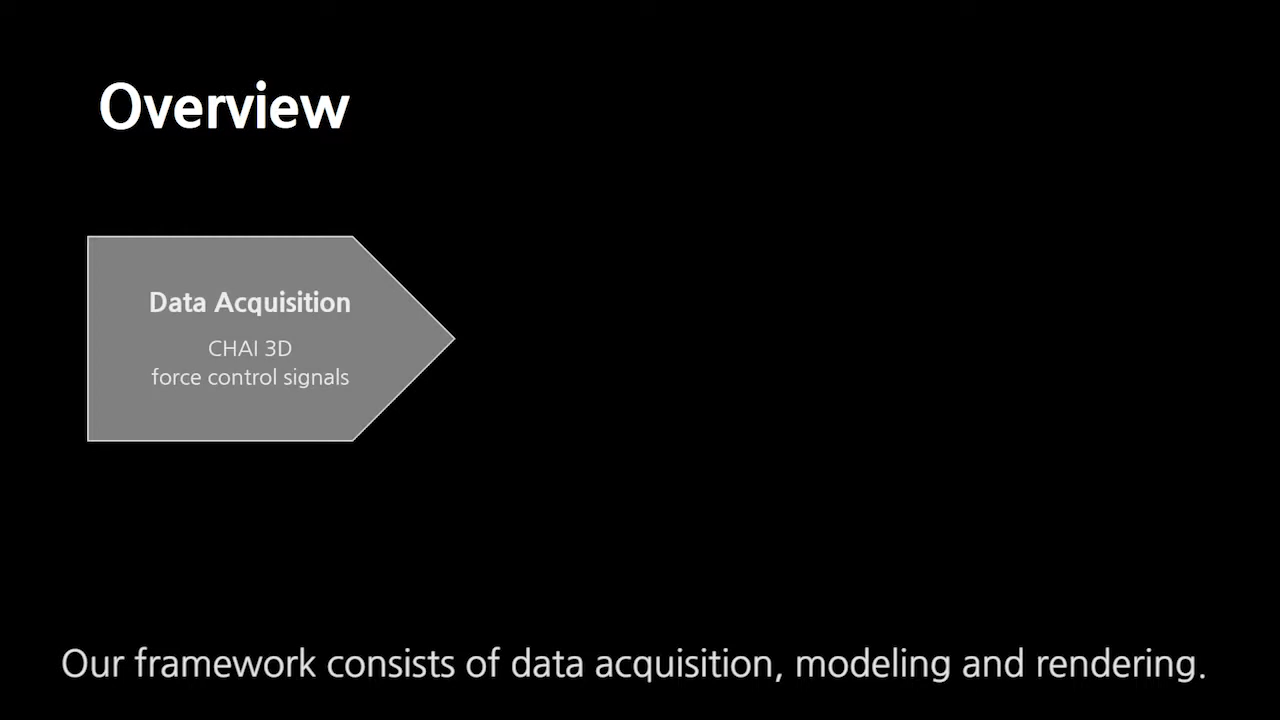 Overview
Data Acquisition
CHAI 3D
force control signals
Our framework consists of data acquisition, modeling and rendering.